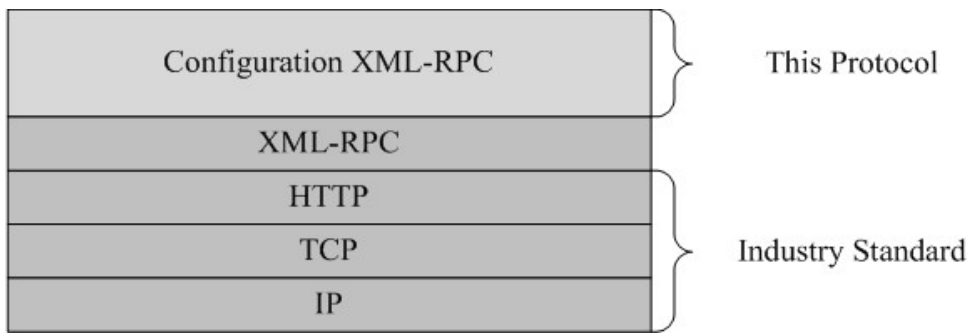 Configuration XML-RPC
This Protocol
XML-RPC
HTTP
TCP
Industry Standard
IP